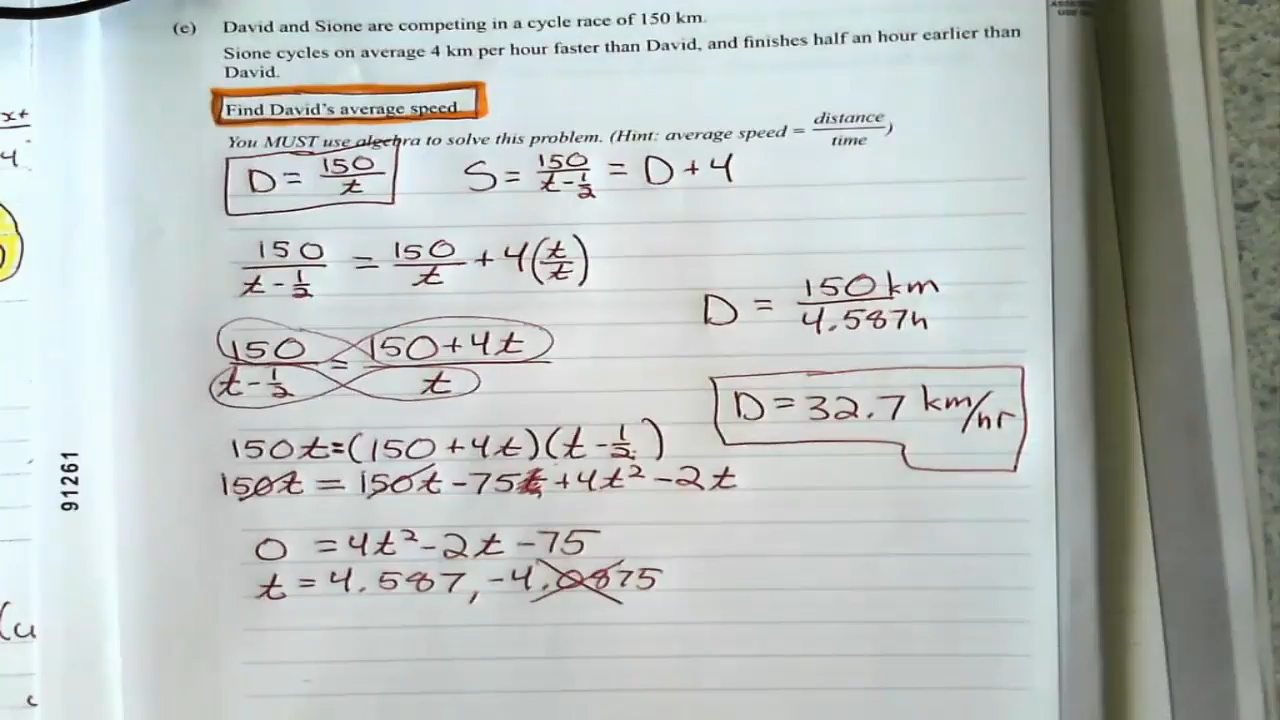 (e) David and Sione are competing in a cycle race of 150 km.
Sione cycles on average 4 km per hour faster than David, and finishes half an hour earlier than
David.
Find David's average speed
You MUST use algebra to solve this problem. (Hint: average speed = distance/time)
D = 150/t    S = 150/(t - 1/2) = D + 4
150/(t - 1/2) = 150/t + 4(t/t)
150/(t - 1/2) = (150 + 4t)/t
150t = (150 + 4t)(t - 1/2)
150t = 150t - 75 + 4t² - 2t
0 = 4t² - 2t - 75
t = 4.587, -4.0875
D = 150 km/4.587h
D = 32.7 km/hr
91261
xt
4
(u
c